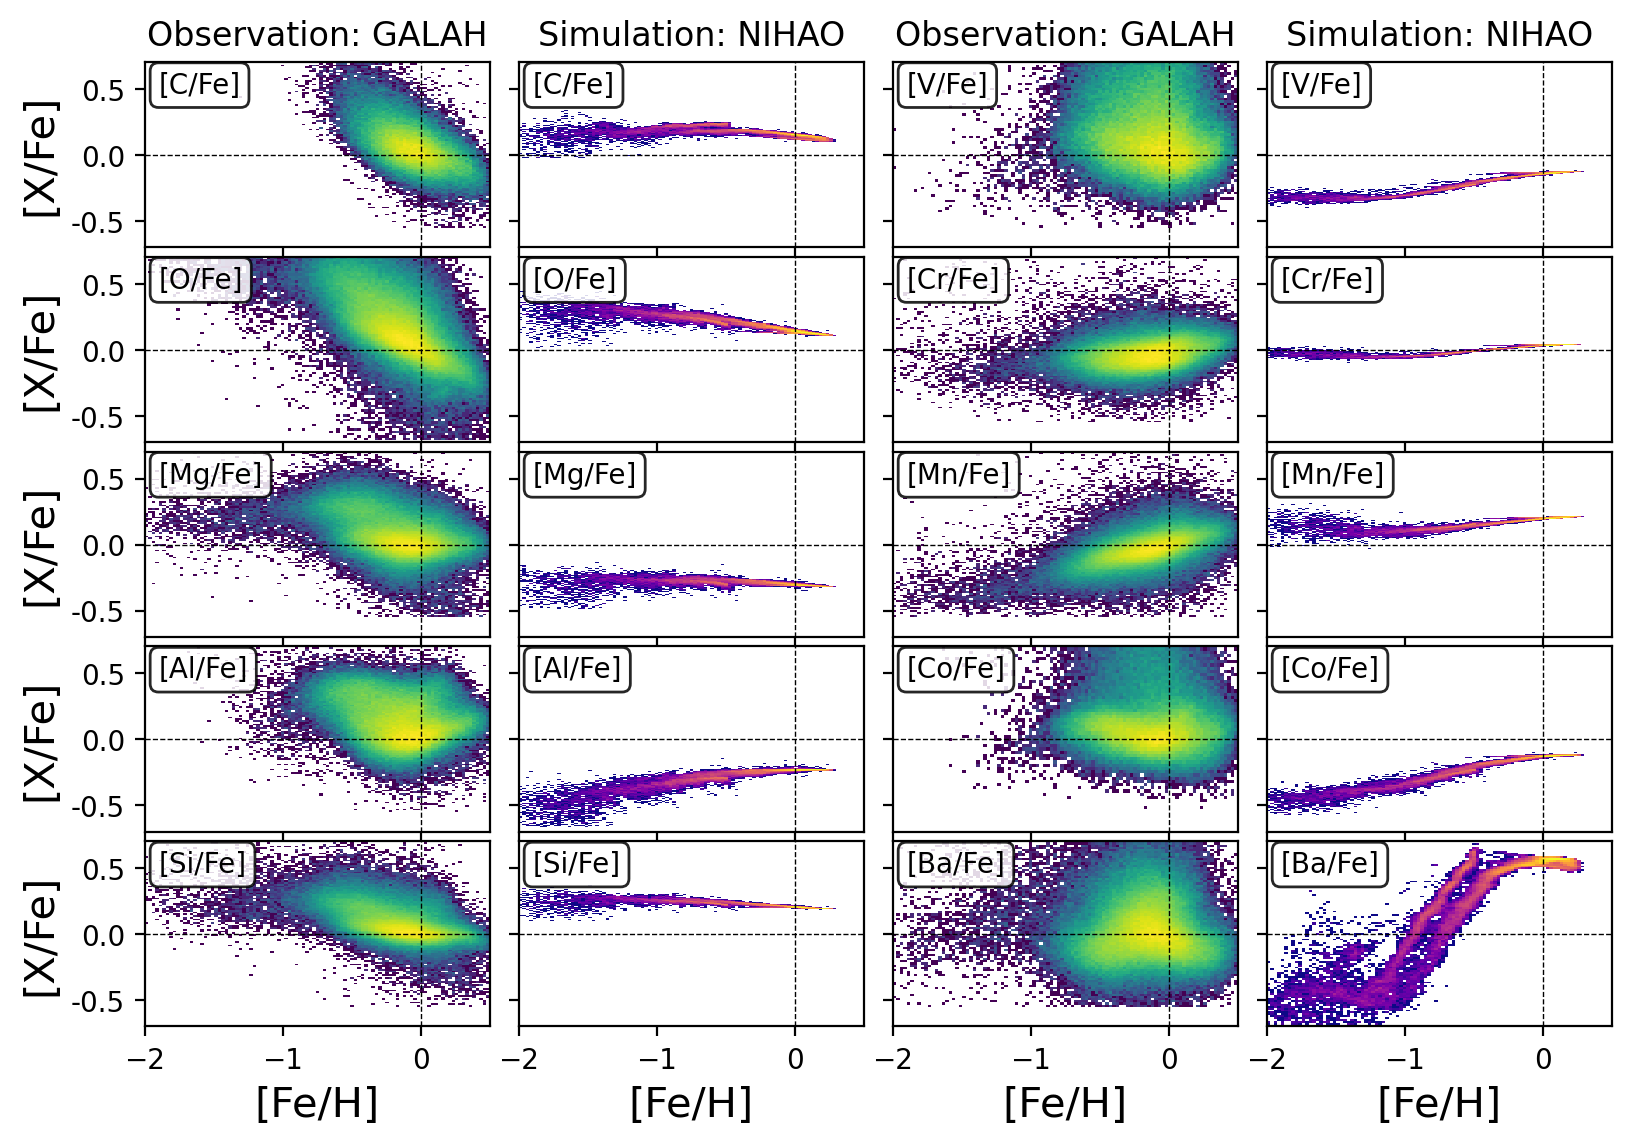 Observation: GALAH Simulation: NIHAO Observation: GALAH Simulation: NIHAO
[X/Fe] 0.5 0.0 -0.5 [C/Fe] [C/Fe] [V/Fe] [V/Fe]
[X/Fe] 0.5 0.0 -0.5 [O/Fe] [O/Fe] [Cr/Fe] [Cr/Fe]
[X/Fe] 0.5 0.0 -0.5 [Mg/Fe] [Mg/Fe] [Mn/Fe] [Mn/Fe]
[X/Fe] 0.5 0.0 -0.5 [Al/Fe] [Al/Fe] [Co/Fe] [Co/Fe]
[X/Fe] 0.5 0.0 -0.5 [Si/Fe] [Si/Fe] [Ba/Fe] [Ba/Fe]
−2 −1 0 −2 −1 0 −2 −1 0 −2 −1 0
[Fe/H] [Fe/H] [Fe/H] [Fe/H]